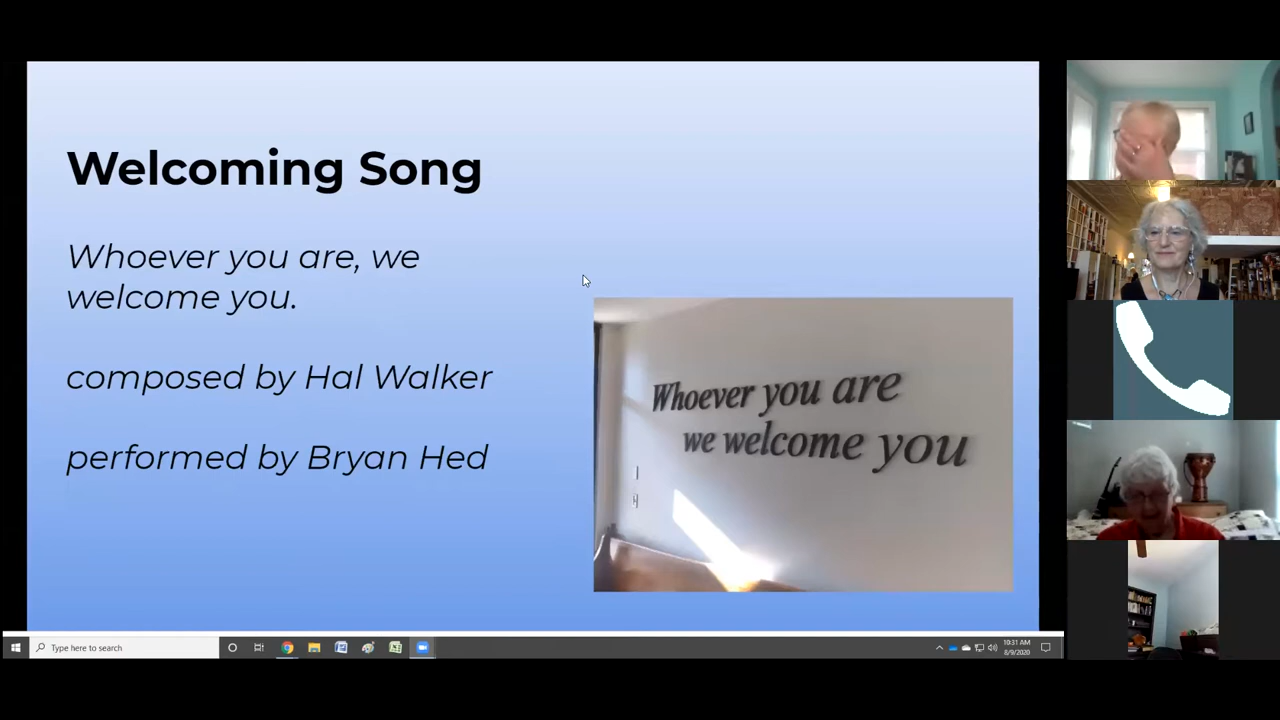 Welcoming Song
Whoever you are, we
welcome you.
composed by Hal Walker
performed by Bryan Hed
Whoever you are
we welcome you
Type here to search
10:31 AM
8/9/2020